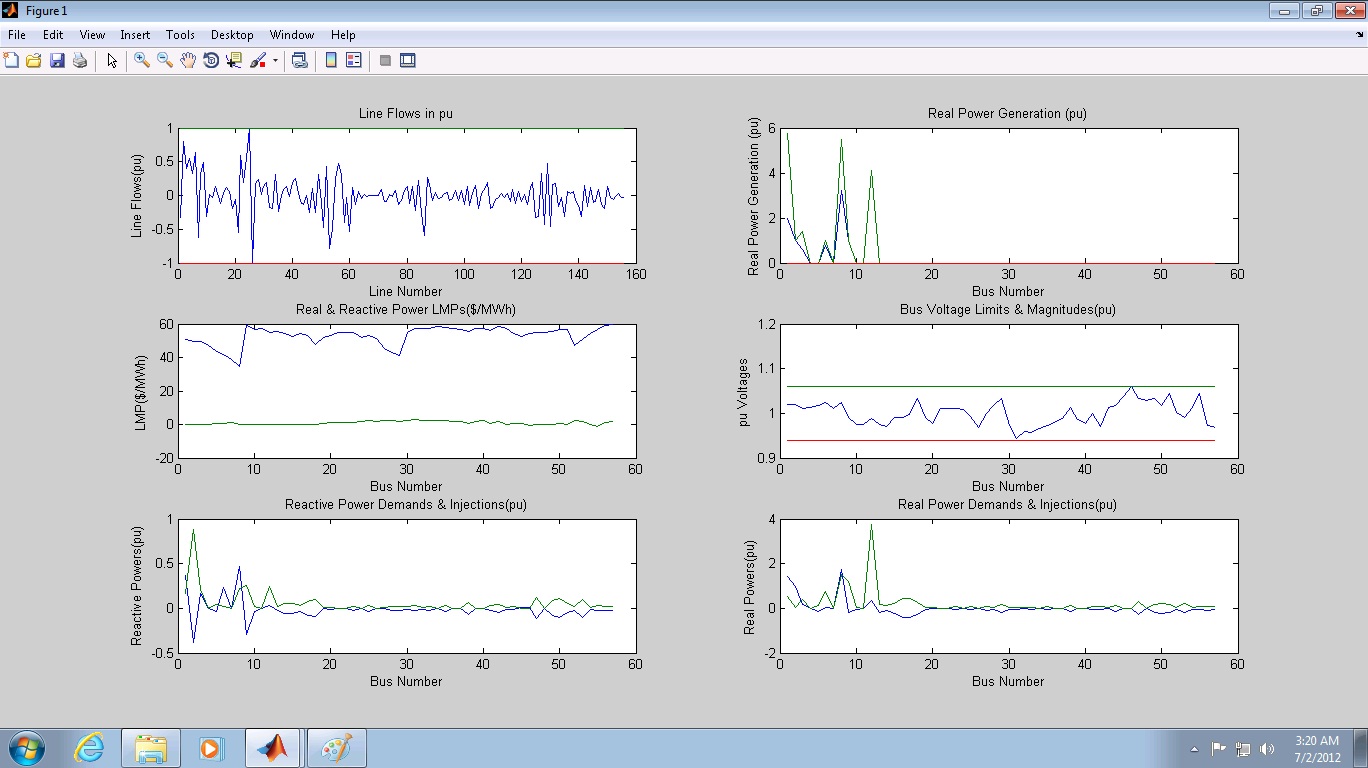 Figure 1
File Edit View Insert Tools Desktop Window Help
Line Flows in pu
Line Flows(pu)
1
0.5
0
-0.5
-1
0 20 40 60 80 100 120 140 160
Line Number
Real Power Generation (pu)
Real Power Generation (pu)
6
4
2
0
0 10 20 30 40 50 60
Bus Number
Real & Reactive Power LMPs($/MWh)
LMP($/MWh)
60
40
20
0
-20
0 10 20 30 40 50 60
Bus Number
Bus Voltage Limits & Magnitudes(pu)
pu Voltages
1.2
1.1
1
0.9
0 10 20 30 40 50 60
Bus Number
Reactive Power Demands & Injections(pu)
Reactive Powers(pu)
1
0.5
0
-0.5
0 10 20 30 40 50 60
Bus Number
Real Power Demands & Injections(pu)
Real Powers(pu)
4
2
0
-2
0 10 20 30 40 50 60
Bus Number
3:20 AM
7/2/2012